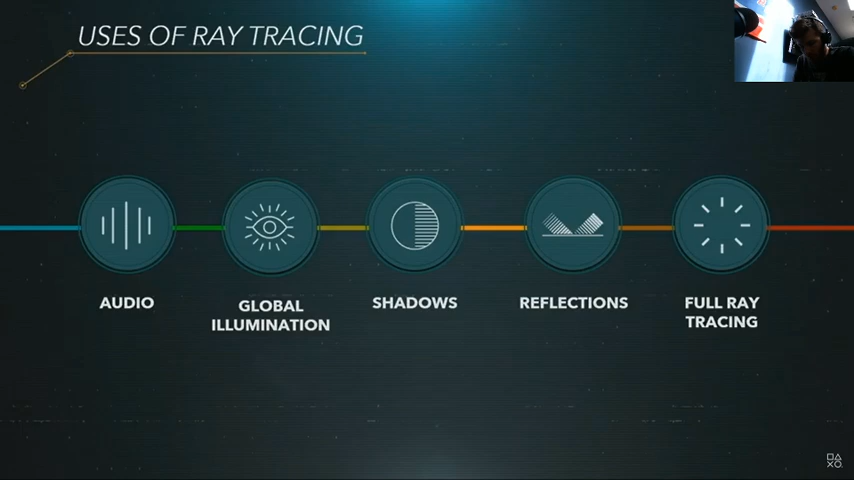 USES OF RAY TRACING
AUDIO
GLOBAL
ILLUMINATION
SHADOWS
REFLECTIONS
FULL RAY
TRACING